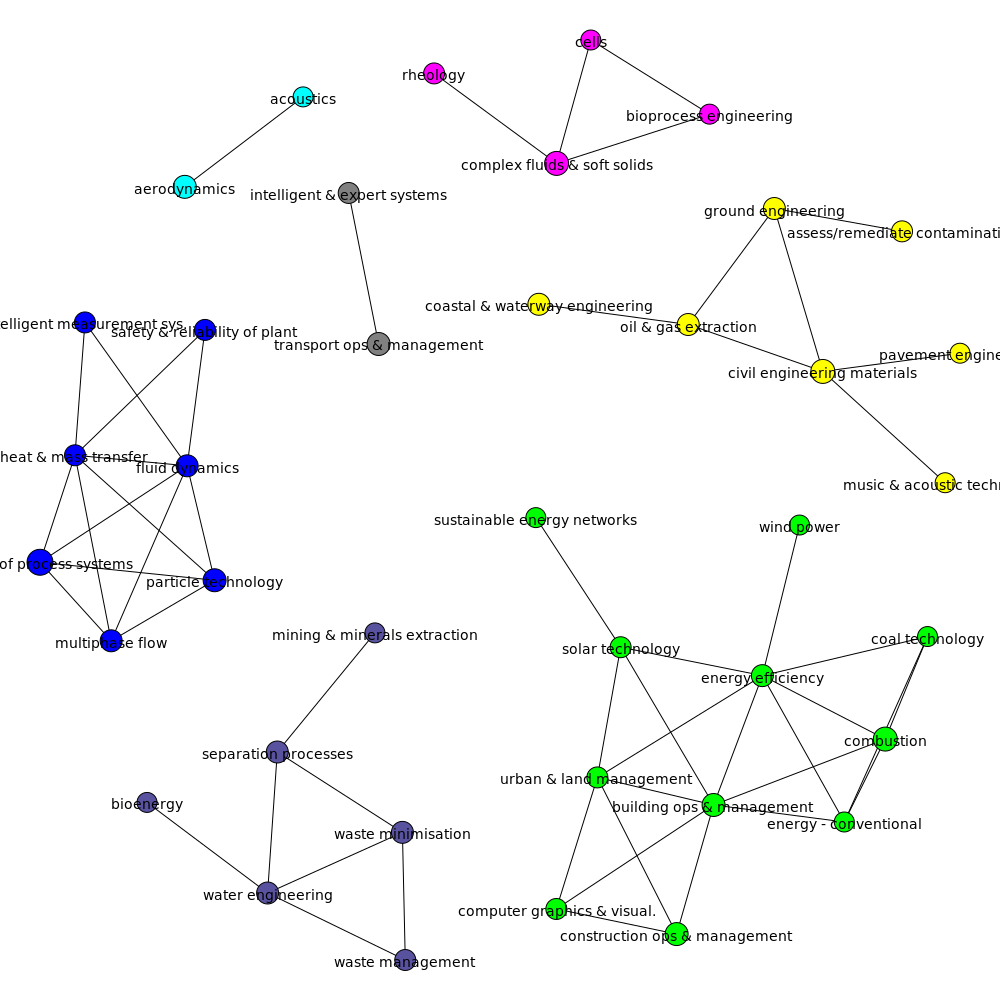 cells
rheology
acoustics
bioprocess engineering
complex fluids & soft solids
aerodynamics
intelligent & expert systems
ground engineering
assess/remediate contaminati
coastal & waterway engineering
elligent measurement sys.
safety & reliability of plant
oil & gas extraction
transport ops & management
pavement engine
civil engineering materials
heat & mass transfer
fluid dynamics
music & acoustic techn
sustainable energy networks
wind power
of process systems
particle technology
mining & minerals extraction
coal technology
multiphase flow
solar technology
energy efficiency
combustion
separation processes
urban & land management
bioenergy
building ops & management
energy - conventional
waste minimisation
water engineering
computer graphics & visual.
construction ops & management
waste management